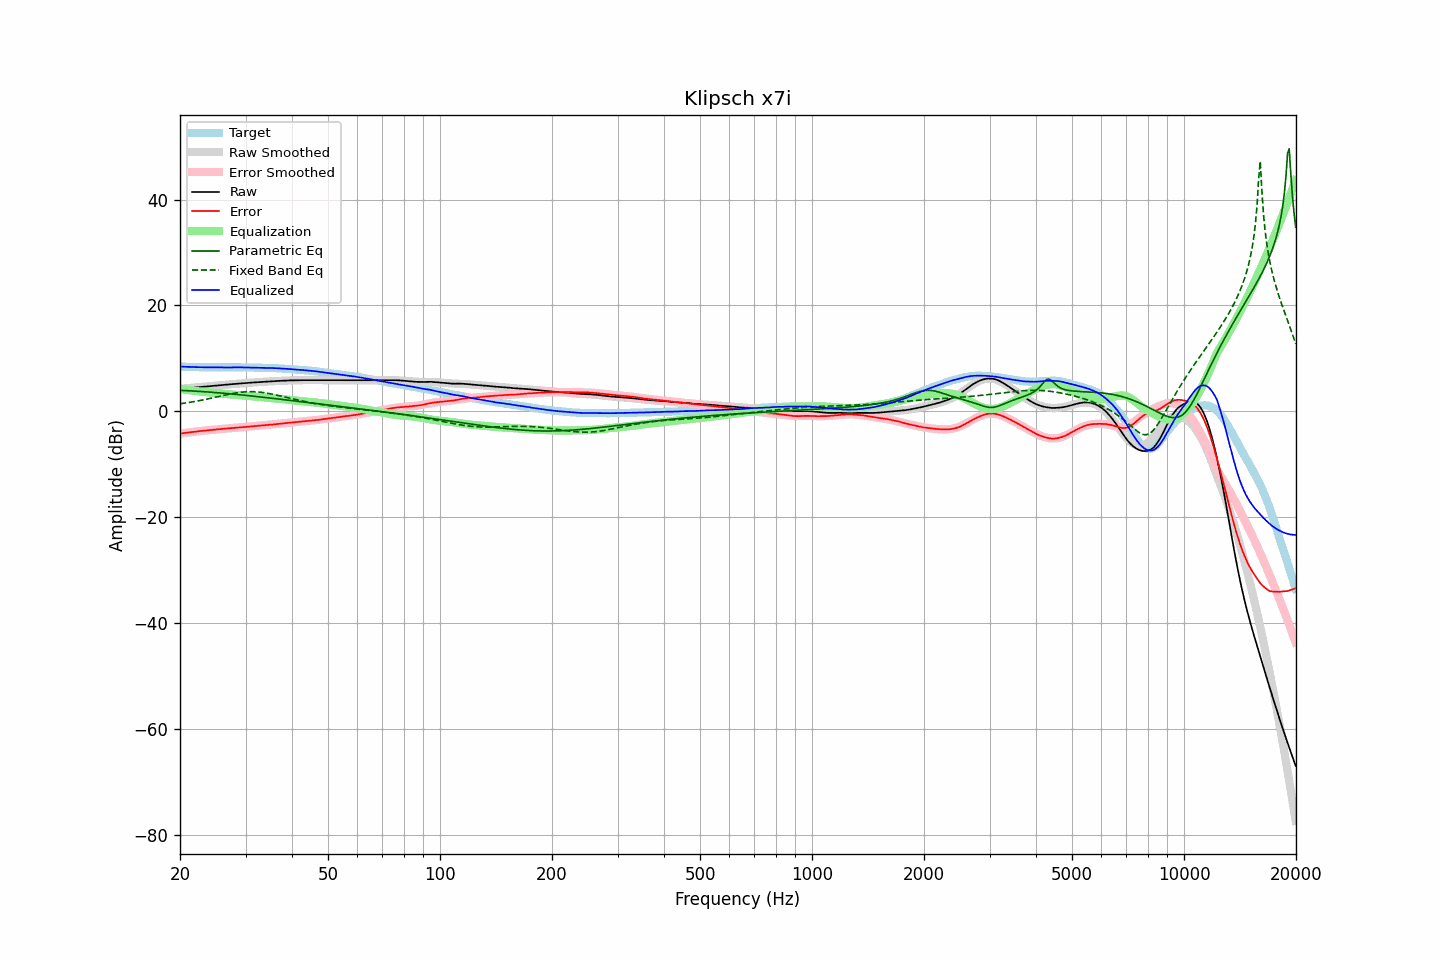 Klipsch x7i
Target
Raw Smoothed
Error Smoothed
Raw
Error
Equalization
Parametric Eq
Fixed Band Eq
Equalized
Amplitude (dBr)
40
20
0
−20
−40
−60
−80
20 50 100 200 500 1000 2000 5000 10000 20000
Frequency (Hz)